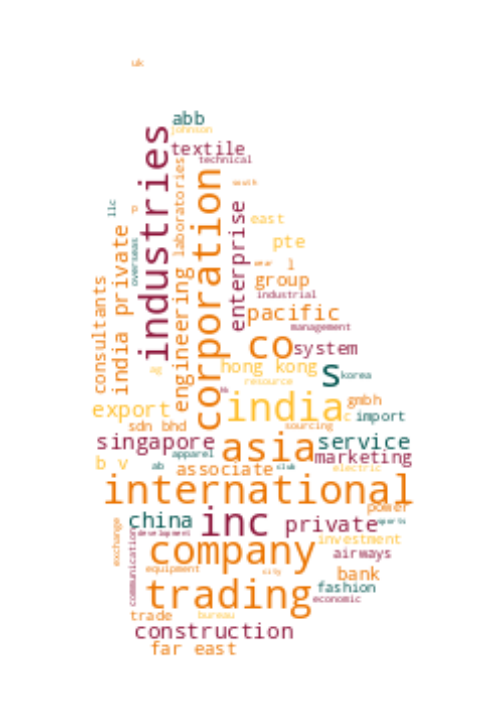 uk
abb
johnson
textile
technical
industries
laboratories
corporation
south
llc
p
enterprise
east
overseas
pte
india private
l
group
consultants
engineering
industrial
pacific
management
co
system
hong kong
s
korea
ag
resource
export
india
gmbh
c
import
sdn bhd
sourcing
singapore
asia
service
apparel
marketing
b v
ab
associate
club
electric
international
power
china
inc
private
sports
exchange
development
investment
communication
company
airways
equipment
city
bank
trading
fashion
economic
trade
bureau
construction
far east